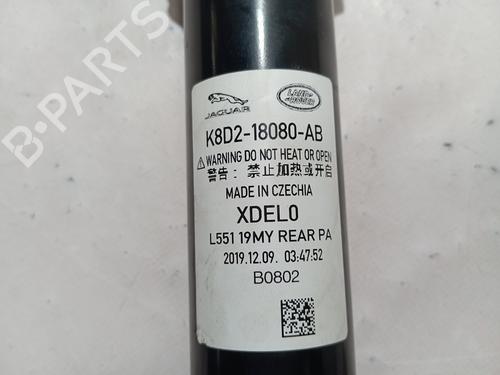 JAGUAR
LAND ROVER
K8D2-18080-AB
WARNING DO NOT HEAT OR OPEN
警告：禁止加热或开启
MADE IN CZECHIA
XDEL0
L551 19MY REAR PA
2019.12.09. 03:47:52
B0802
B-PARTS